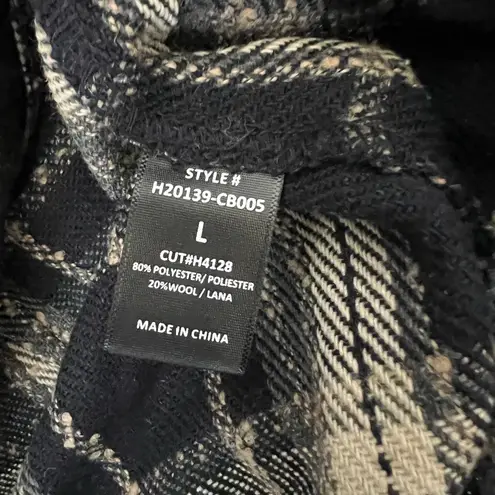 STYLE #
H20139-CB005
L
CUT#H4128
80% POLYESTER/ POLIESTER
20%WOOL / LANA
MADE IN CHINA